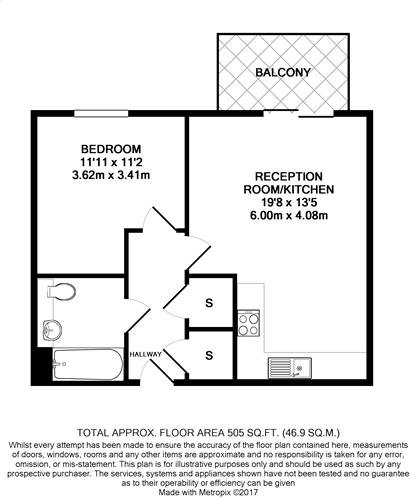 BALCONY
BEDROOM
11'11 x 11'2
3.62m x 3.41m
RECEPTION
ROOM/KITCHEN
19'8 x 13'5
6.00m x 4.08m
S
S
HALLWAY
TOTAL APPROX. FLOOR AREA 505 SQ.FT. (46.9 SQ.M.)
Whilst every attempt has been made to ensure the accuracy of the floor plan contained here, measurements
of doors, windows, rooms and any other items are approximate and no responsibility is taken for any error,
omission, or mis-statement. This plan is for illustrative purposes only and should be used as such by any
prospective purchaser. The services, systems and appliances shown have not been tested and no guarantee
as to their operability or efficiency can be given
Made with Metropix ©2017